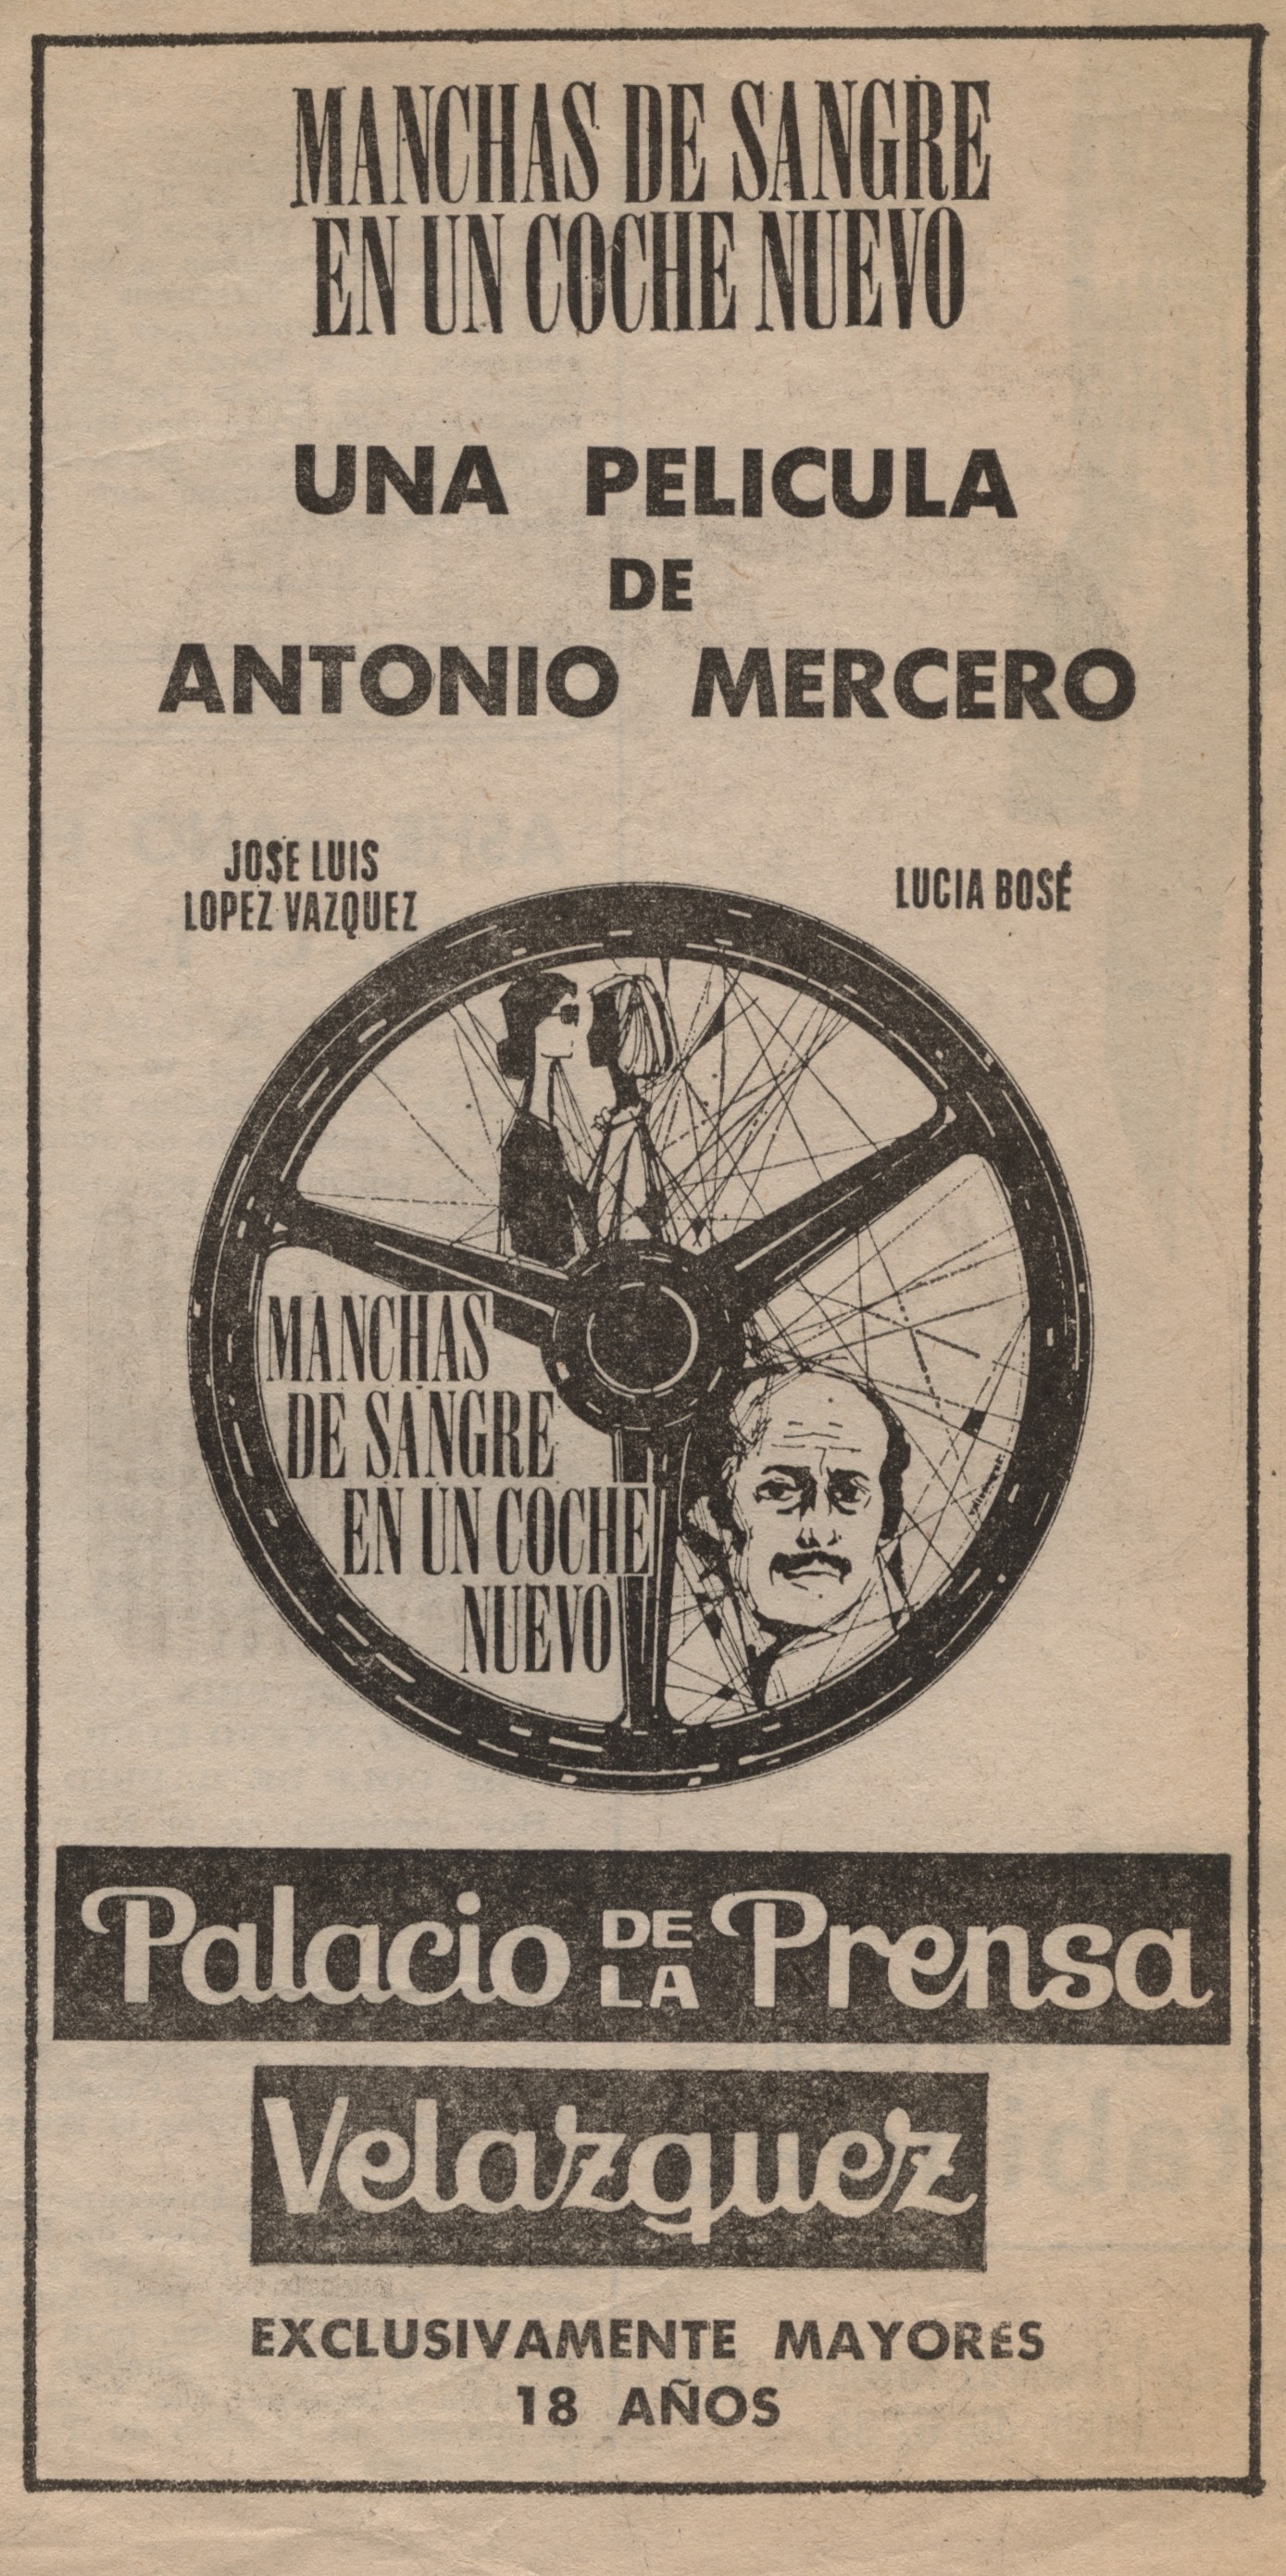 MANCHAS DE SANGRE
EN UN COCHE NUEVO
UNA PELICULA
DE
ANTONIO MERCERO
JOSE LUIS
LOPEZ VAZQUEZ
LUCIA BOSÉ
MANCHAS
DE SANGRE
EN UN COCHE
NUEVO
Palacio DE LA Prensa
Velazquez
EXCLUSIVAMENTE MAYORES
18 AÑOS